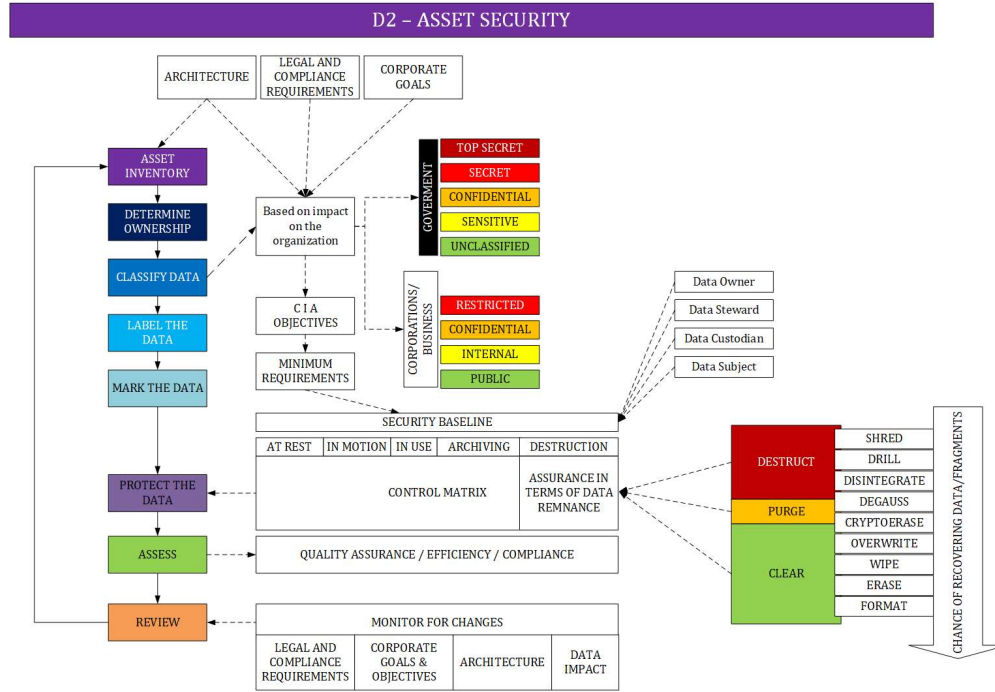 D2 – ASSET SECURITY
ARCHITECTURE
LEGAL AND
COMPLIANCE
REQUIREMENTS
CORPORATE
GOALS
ASSET
INVENTORY
DETERMINE
OWNERSHIP
CLASSIFY DATA
LABEL THE
DATA
MARK THE DATA
PROTECT THE
DATA
ASSESS
REVIEW
Based on impact
on the
organization
C I A
OBJECTIVES
MINIMUM
REQUIREMENTS
GOVERMENT
TOP SECRET
SECRET
CONFIDENTIAL
SENSITIVE
UNCLASSIFIED
CORPORATIONS/
BUSINESS
RESTRICTED
CONFIDENTIAL
INTERNAL
PUBLIC
Data Owner
Data Steward
Data Custodian
Data Subject
SECURITY BASELINE
AT REST
IN MOTION
IN USE
ARCHIVING
DESTRUCTION
CONTROL MATRIX
ASSURANCE IN
TERMS OF DATA
REMNANCE
QUALITY ASSURANCE / EFFICIENCY / COMPLIANCE
MONITOR FOR CHANGES
LEGAL AND
COMPLIANCE
REQUIREMENTS
CORPORATE
GOALS &
OBJECTIVES
ARCHITECTURE
DATA
IMPACT
DESTRUCT
PURGE
CLEAR
SHRED
DRILL
DISINTEGRATE
DEGAUSS
CRYPTOERASE
OVERWRITE
WIPE
ERASE
FORMAT
CHANCE OF RECOVERING DATA/FRAGMENTS